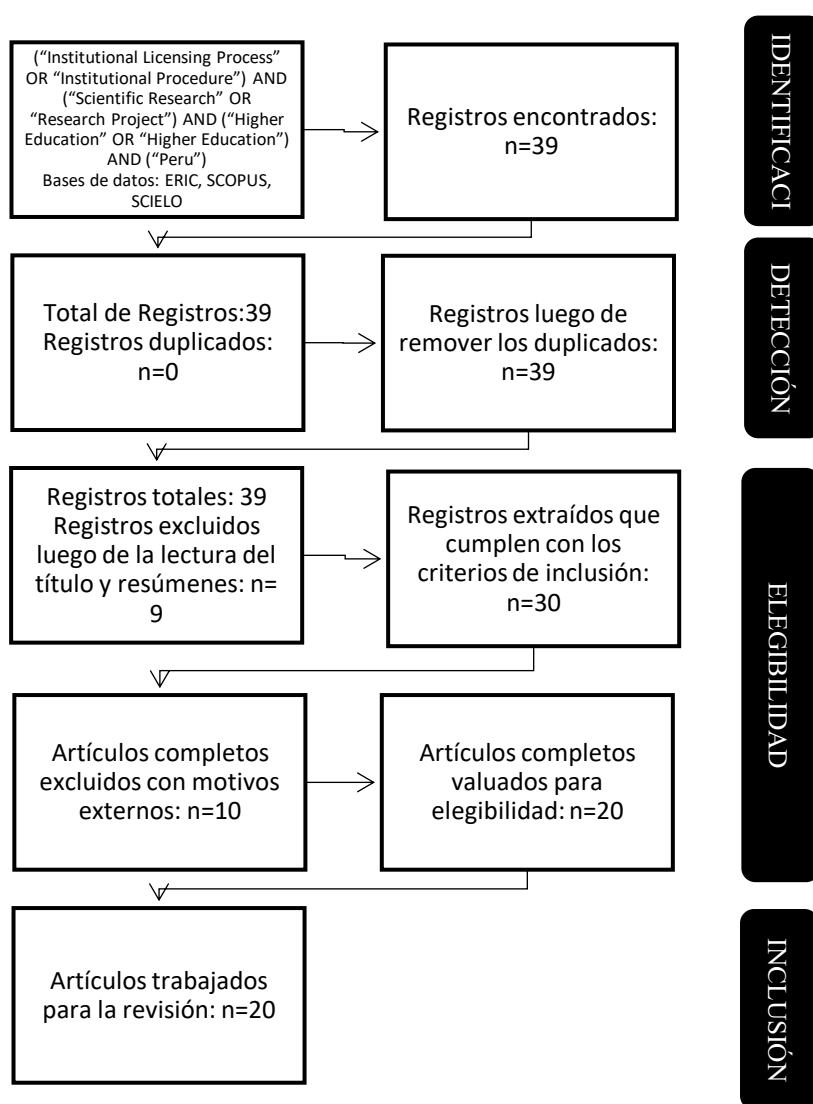 (“Institutional Licensing Process”
OR “Institutional Procedure”) AND
(“Scientific Research” OR
“Research Project”) AND (“Higher
Education” OR “Higher Education”)
AND (“Peru”)
Bases de datos: ERIC, SCOPUS,
SCIELO
Registros encontrados:
n=39
IDENTIFICACI
Total de Registros:39
Registros duplicados:
n=0
Registros luego de
remover los duplicados:
n=39
DETECCIÓN
Registros totales: 39
Registros excluidos
luego de la lectura del
título y resúmenes: n=
9
Registros extraídos que
cumplen con los
criterios de inclusión:
n=30
ELEGIBILIDAD
Artículos completos
excluidos con motivos
externos: n=10
Artículos completos
valuados para
elegibilidad: n=20
Artículos trabajados
para la revisión: n=20
INCLUSIÓN